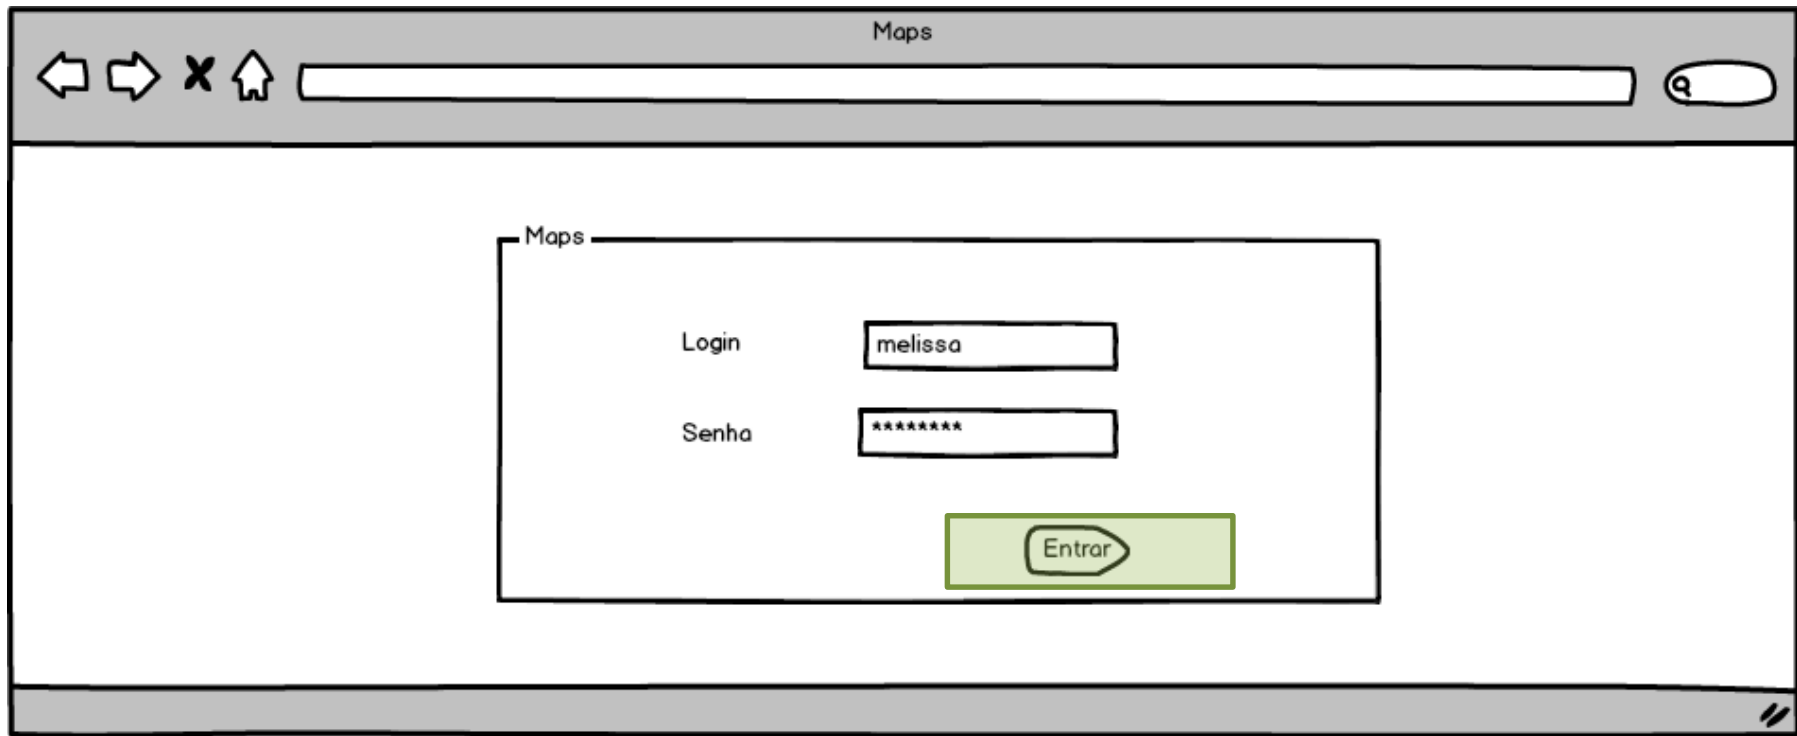 Maps
Maps
Login
melissa
Senha
********
Entrar